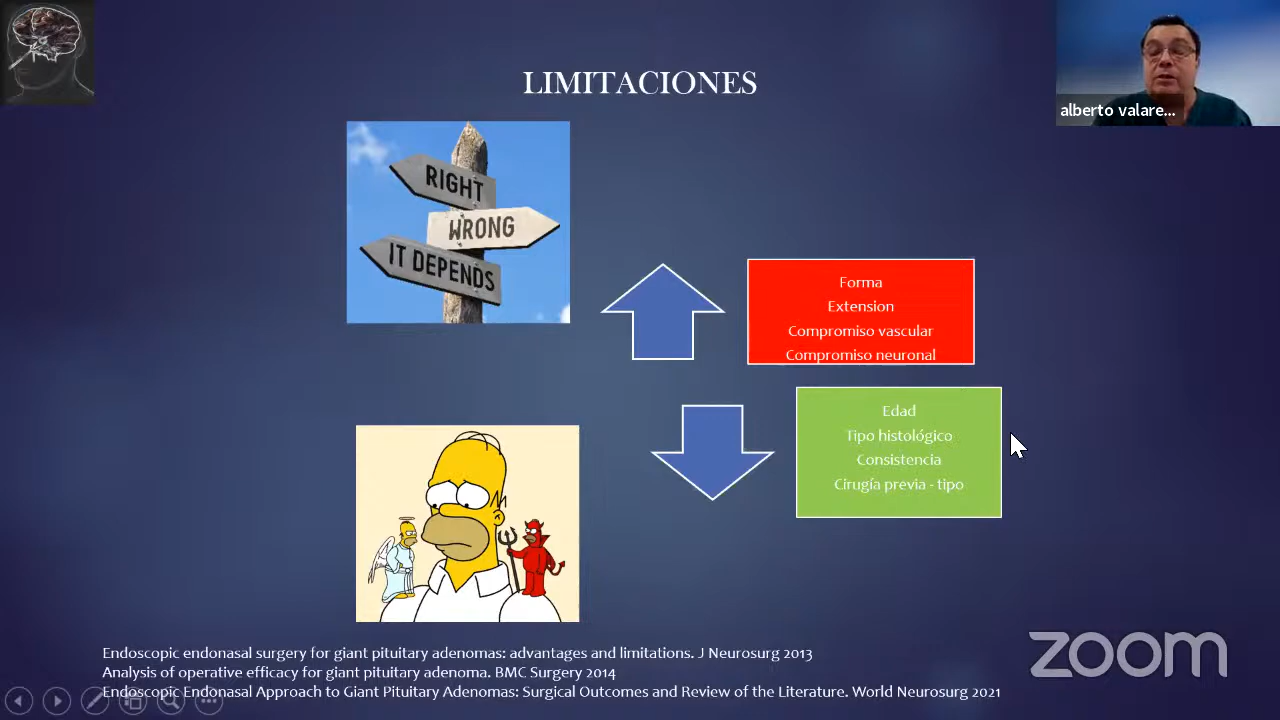 LIMITACIONES
alberto valare...
RIGHT
WRONG
IT DEPENDS
Forma
Extension
Compromiso vascular
Compromiso neuronal
Edad
Tipo histológico
Consistencia
Cirugía previa - tipo
Endoscopic endonasal surgery for giant pituitary adenomas: advantages and limitations. J Neurosurg 2013
Analysis of operative efficacy for giant pituitary adenoma. BMC Surgery 2014
Endoscopic Endonasal Approach to Giant Pituitary Adenomas: Surgical Outcomes and Review of the Literature. World Neurosurg 2021
zoom